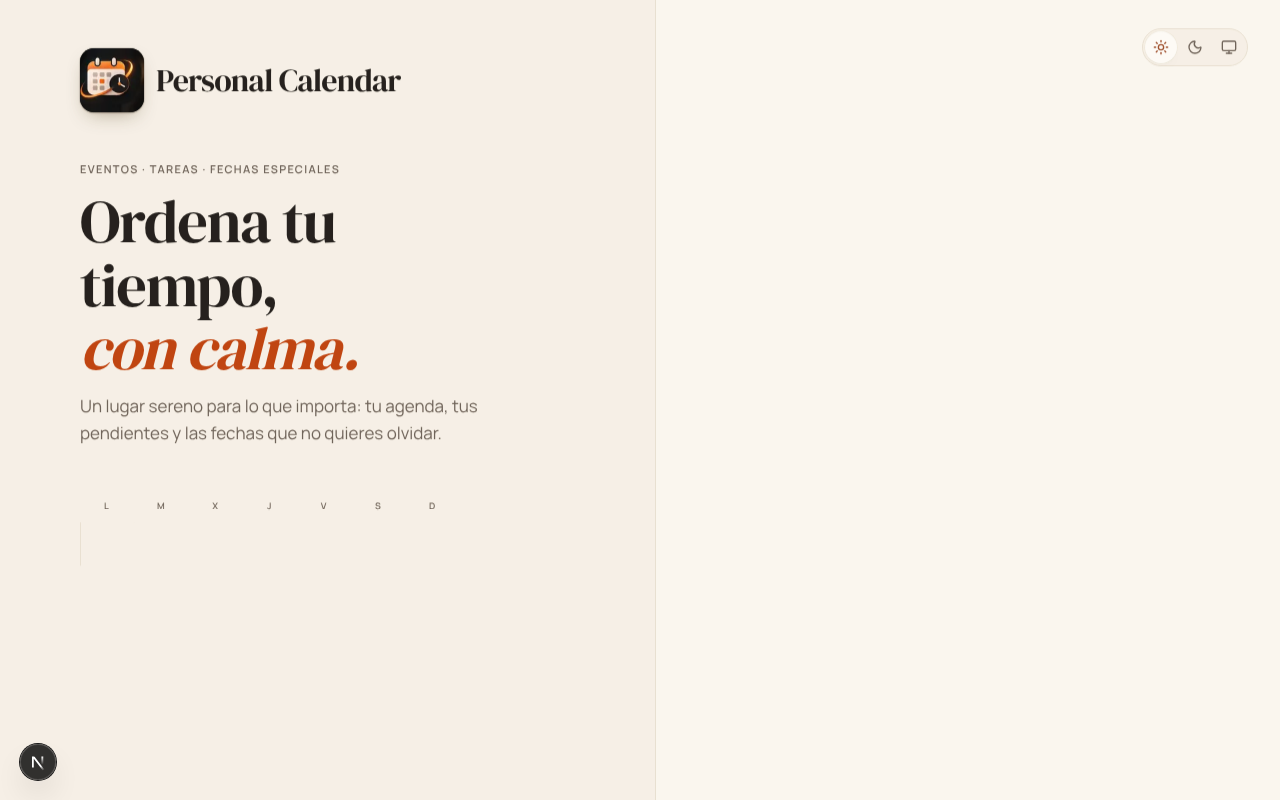 Personal Calendar
EVENTOS · TAREAS · FECHAS ESPECIALES
Ordena tu
tiempo,
con calma.
Un lugar sereno para lo que importa: tu agenda, tus
pendientes y las fechas que no quieres olvidar.
L M X J V S D
N